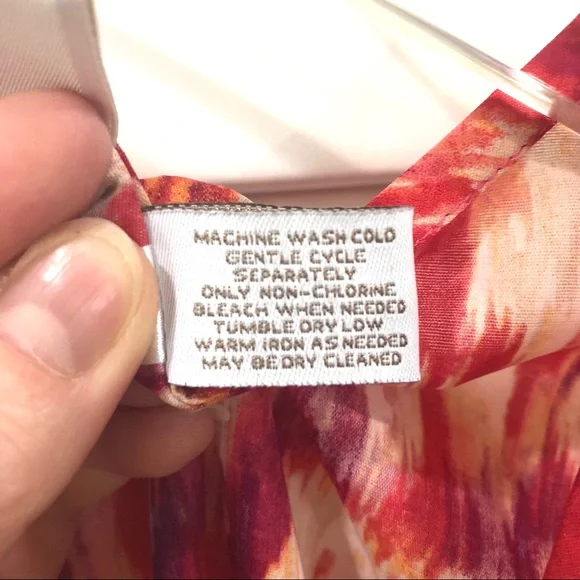 MACHINE WASH COLD
GENTLE CYCLE
SEPARATELY
ONLY NON-CHLORINE
BLEACH WHEN NEEDED
TUMBLE DRY LOW
WARM IRON AS NEEDED
MAY BE DRY CLEANED